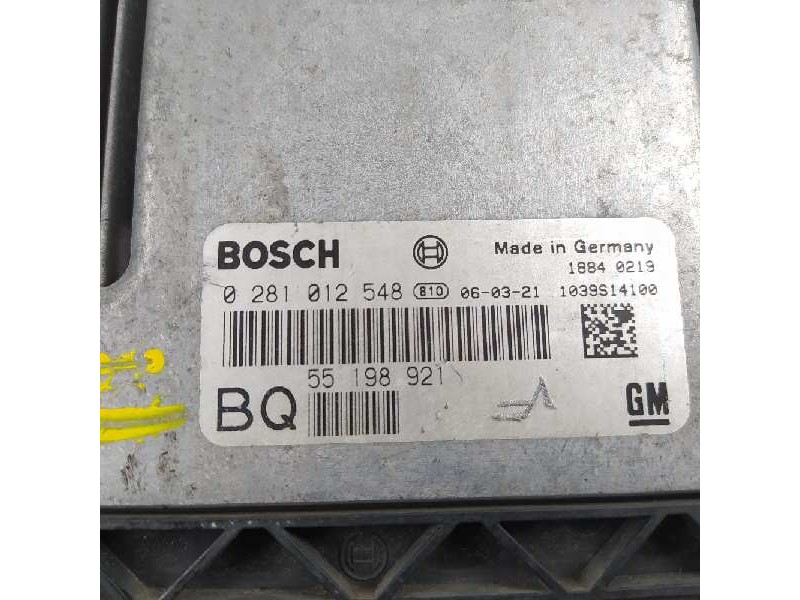 BOSCH Made in Germany
1884 0219
0 281 012 548 810 06-03-21 1039S14100
55 198 921
BQ GM